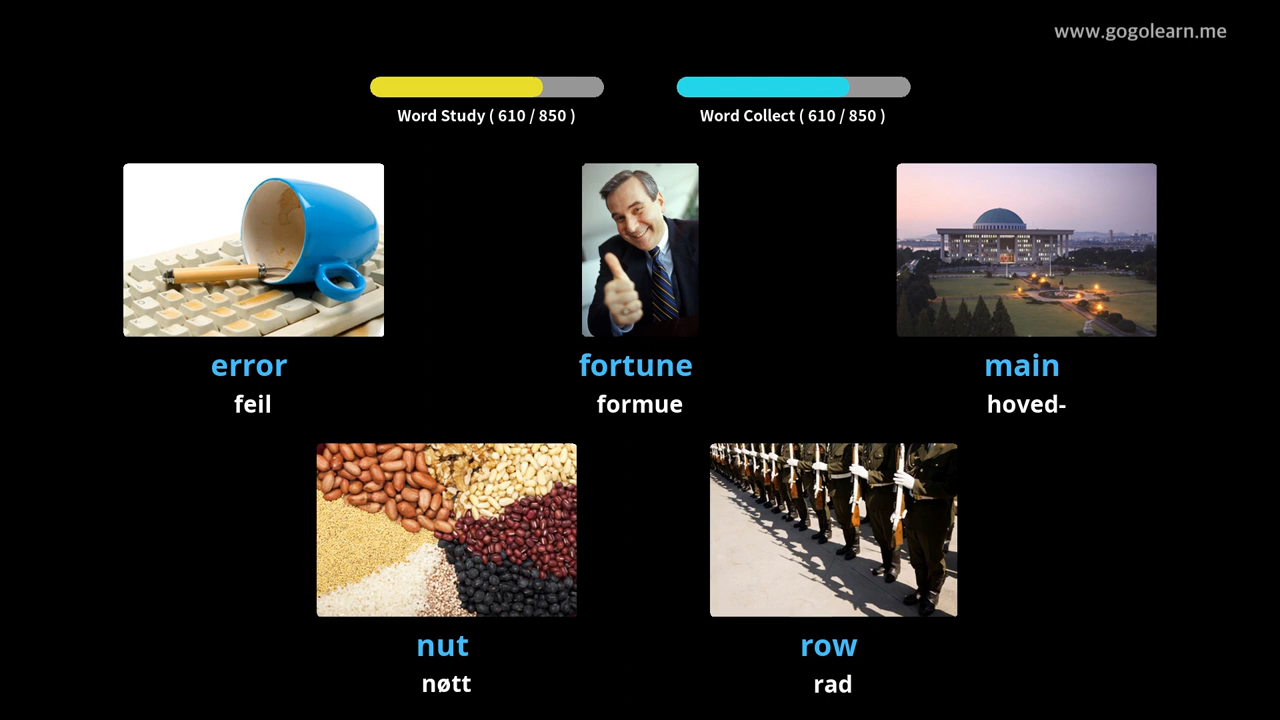 www.gogolearn.me
Word Study ( 610 / 850 )
Word Collect ( 610 / 850 )
error
feil
fortune
formue
main
hoved-
nut
nøtt
row
rad